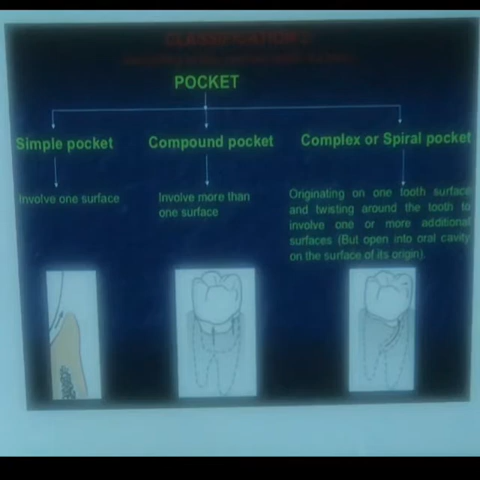 CLASSIFICATION :
POCKET
Simple pocket
Compound pocket
Complex or Spiral pocket
Involve one surface
Involve more than
one surface
Originating on one tooth surface
and twisting around the tooth to
involve one or more additional
surfaces (But open into oral cavity
on the surface of its origin).